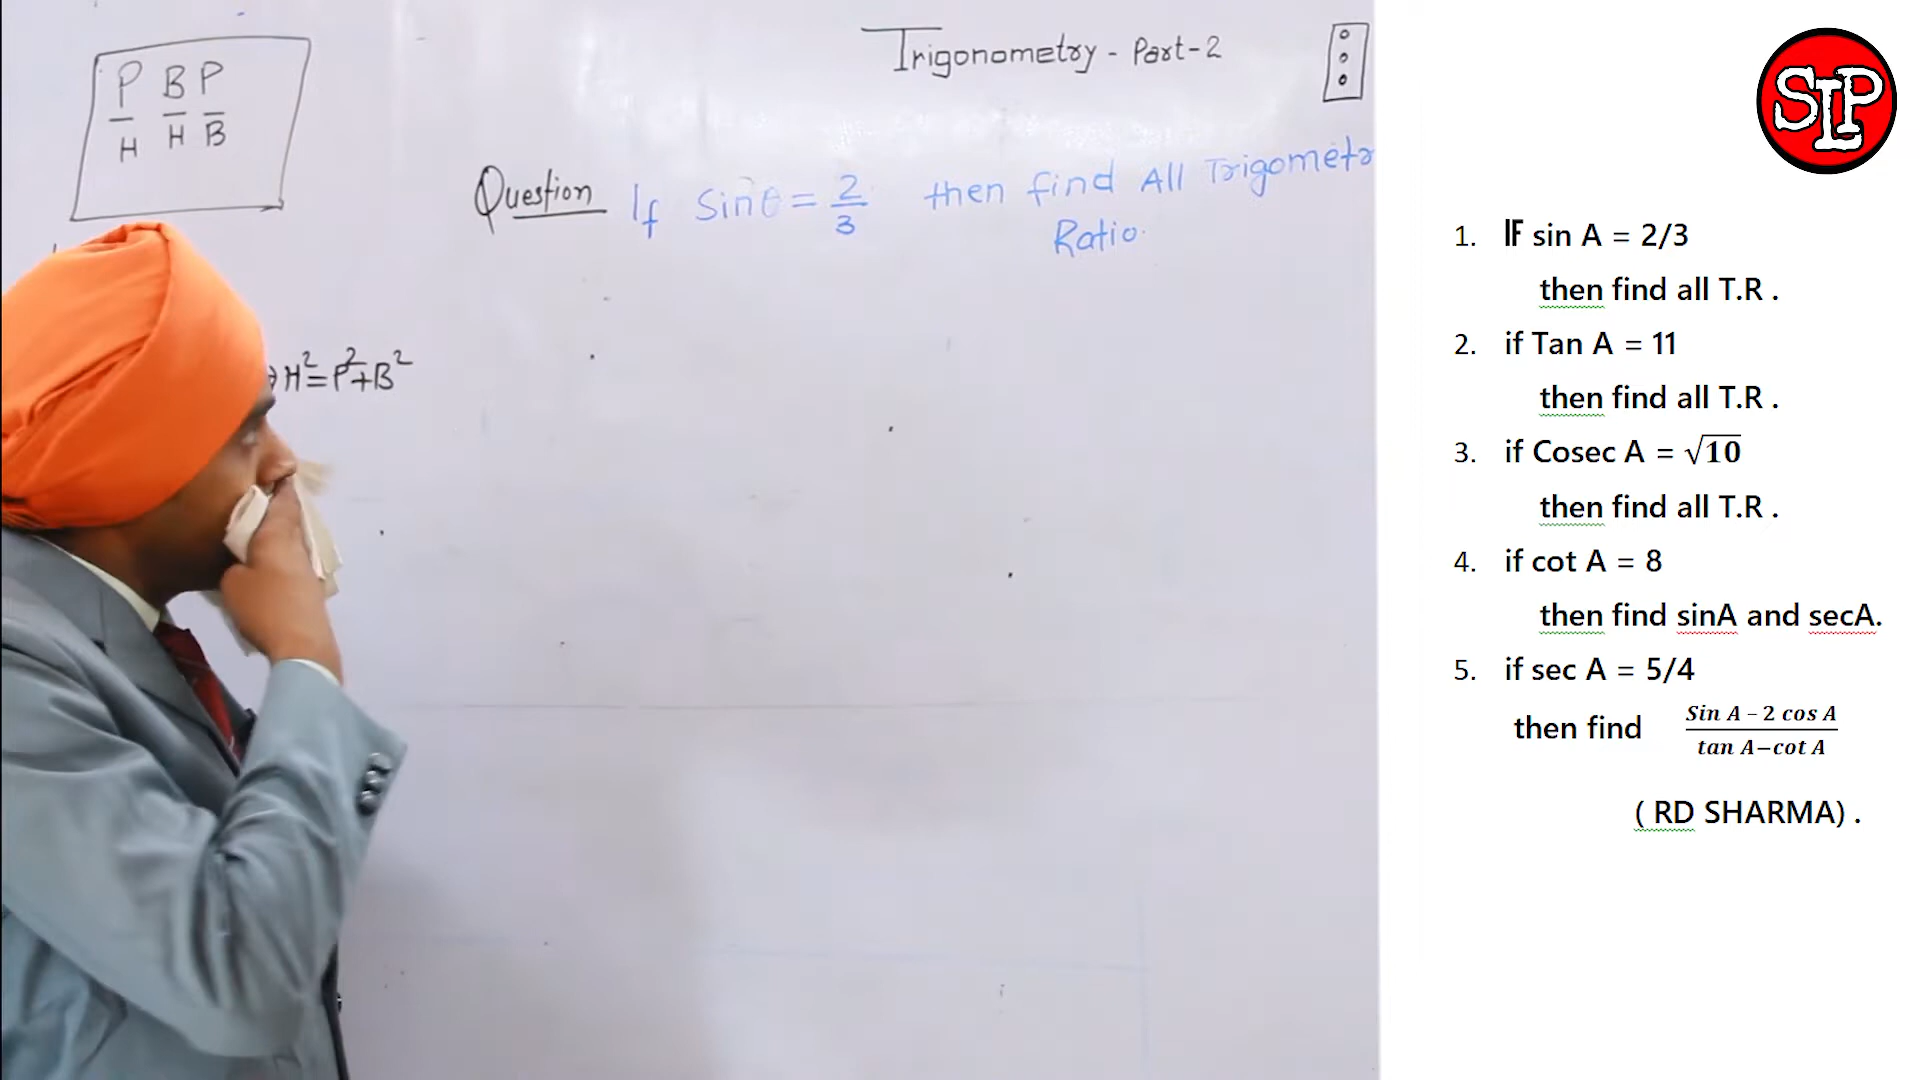 Trigonometry - Part-2
P B P
H H B
Question If Sinθ = 2/3 then find All Trigometr
Ratio.
H² = P² + B²
SLP
1. IF sin A = 2/3
then find all T.R .
2. if Tan A = 11
then find all T.R .
3. if Cosec A = √10
then find all T.R .
4. if cot A = 8
then find sinA and secA.
5. if sec A = 5/4
then find Sin A – 2 cos A
tan A–cot A
( RD SHARMA) .